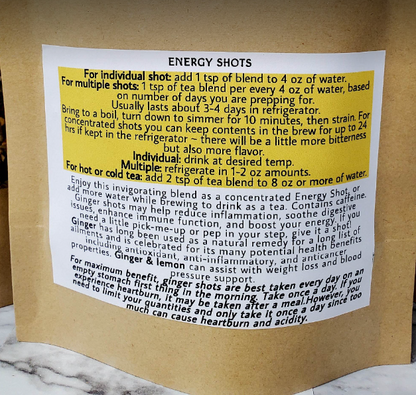 ENERGY SHOTS
For individual shot: add 1 tsp of blend to 4 oz of water.
For multiple shots: 1 tsp of tea blend per every 4 oz of water, based
on number of days you are prepping for.
Usually lasts about 3-4 days in refrigerator.
Bring to a boil, turn down to simmer for 10 minutes, then strain. For
concentrated shots you can keep contents in the brew for up to 24
hrs if kept in the refrigerator ~ there will be a little more bitterness
but also more flavor.
Individual: drink at desired temp.
Multiple: refrigerate in 1-2 oz amounts.
For hot or cold tea: add 2 tsp of tea blend to 8 oz or more of water.
Enjoy this invigorating blend as a concentrated Energy Shot, or
add more water while brewing to drink as a tea. Contains caffeine.
Ginger shots may help reduce inflammation, soothe digestive
issues, enhance immune function, and boost your energy. If you
need a little pick-me-up or pep in your step, give it a shot!
Ginger has long been used as a natural remedy for a long list of
ailments and is celebrated for its many potential health benefits
including antioxidant, anti-inflammatory, and anticancer
properties. Ginger & lemon can assist with weight loss and blood
pressure support.
For maximum benefit, ginger shots are best taken every day on an
empty stomach first thing in the morning. Take once a day. If you
experience heartburn, it may be taken after a meal.However, you
need to limit your quantities and only take it once a day since too
much can cause heartburn and acidity.